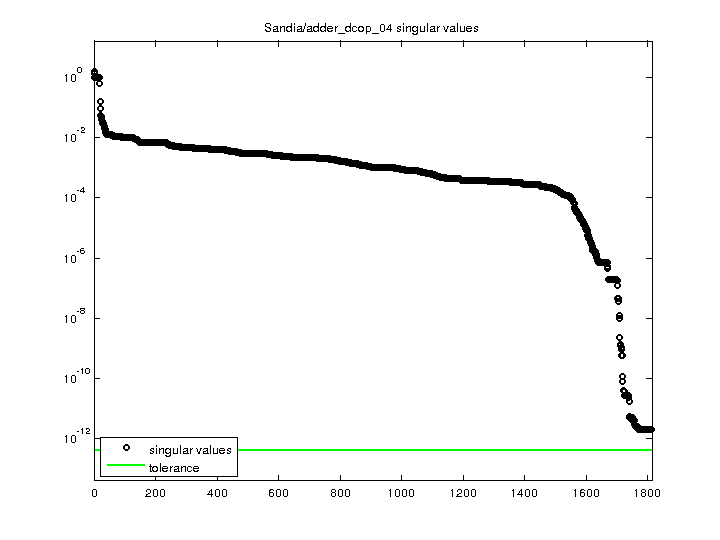 Sandia/adder_dcop_04 singular values
10^0
10^-2
10^-4
10^-6
10^-8
10^-10
10^-12
singular values
tolerance
0 200 400 600 800 1000 1200 1400 1600 1800